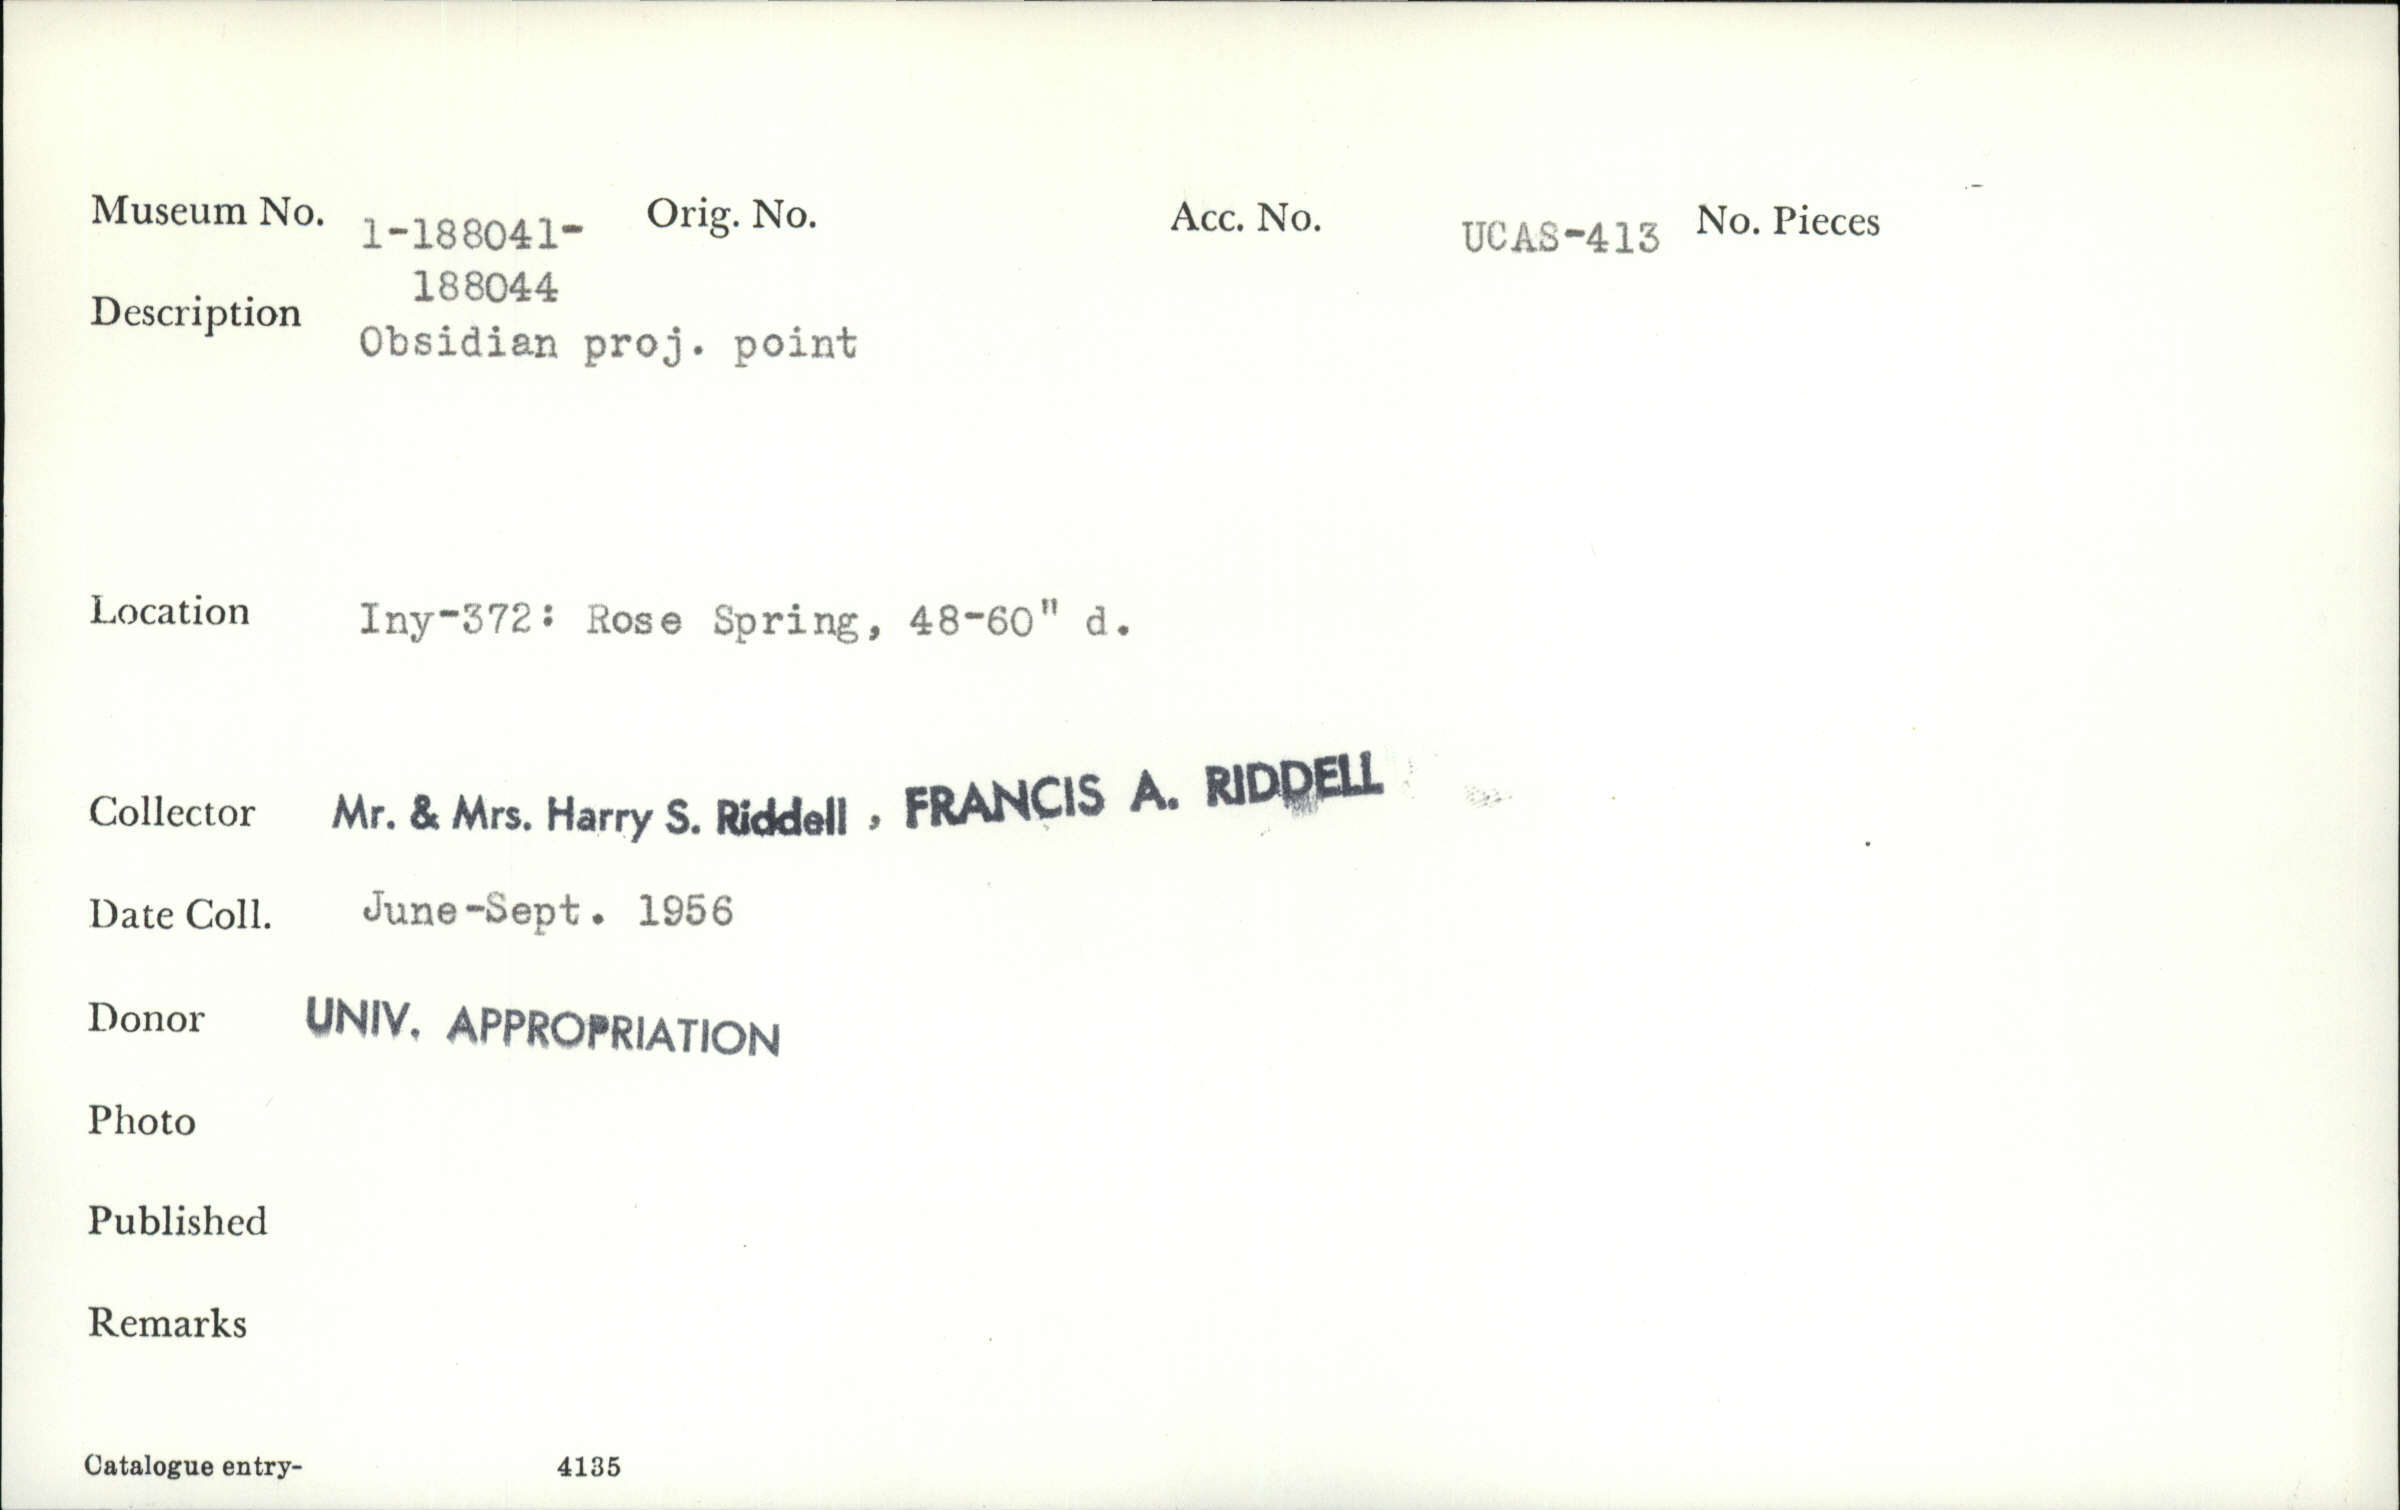 Museum No. 1-188041- Orig. No. Acc. No. UCAS-413 No. Pieces
188044
Description
Obsidian proj. point
Location Iny-372: Rose Spring, 48-60" d.
Collector Mr. & Mrs. Harry S. Riddell , FRANCIS A. RIDDELL
Date Coll. June-Sept. 1956
Donor UNIV. APPROPRIATION
Photo
Published
Remarks
Catalogue entry- 4135